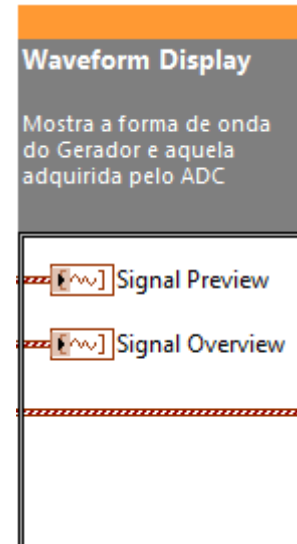 Waveform Display
Mostra a forma de onda
do Gerador e aquela
adquirida pelo ADC
Signal Preview
Signal Overview